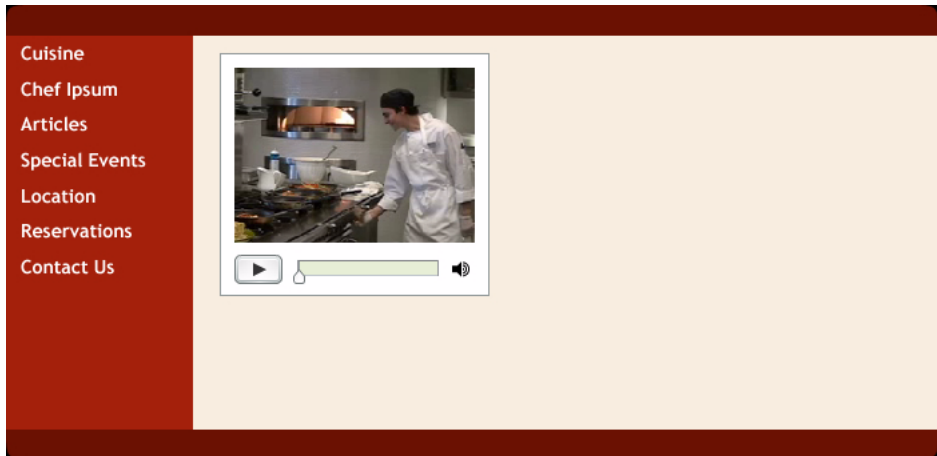 Cuisine
Chef Ipsum
Articles
Special Events
Location
Reservations
Contact Us